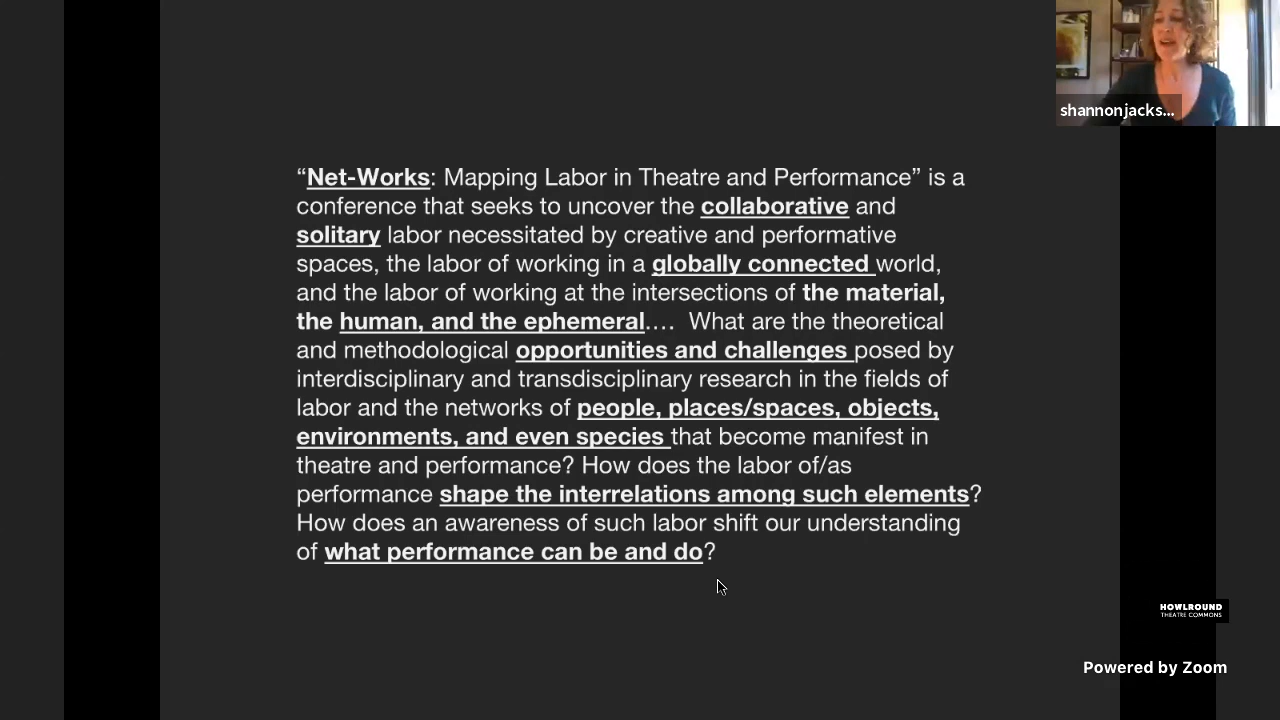 shannonjacks...
“Net-Works: Mapping Labor in Theatre and Performance” is a
conference that seeks to uncover the collaborative and
solitary labor necessitated by creative and performative
spaces, the labor of working in a globally connected world,
and the labor of working at the intersections of the material,
the human, and the ephemeral…. What are the theoretical
and methodological opportunities and challenges posed by
interdisciplinary and transdisciplinary research in the fields of
labor and the networks of people, places/spaces, objects,
environments, and even species that become manifest in
theatre and performance? How does the labor of/as
performance shape the interrelations among such elements?
How does an awareness of such labor shift our understanding
of what performance can be and do?
HOWLROUND
THEATRE COMMONS
Powered by Zoom